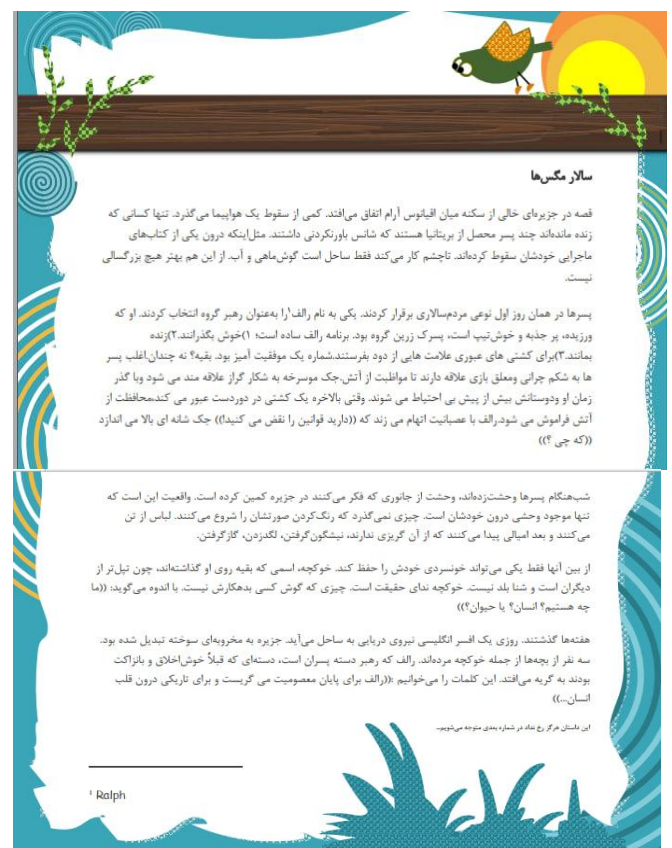 سالار مگس‌ها
قصه در جزیره‌ای خالی از سکنه میان اقیانوس آرام اتفاق می‌افتد. کمی از سقوط یک هواپیما می‌گذرد. تنها کسانی که
زنده مانده‌اند چند پسر محصل از بریتانیا هستند که شانس باورنکردنی داشتند. مثل‌اینکه درون یکی از کتاب‌های
ماجرایی خودشان سقوط کرده‌اند. تاچشم کار می‌کند فقط ساحل است گوش‌ماهی و آب. از این هم بهتر هیچ بزرگسالی
نیست.
پسرها در همان روز اول نوعی مردم‌سالاری برقرار کردند. یکی به نام رالف¹را به‌عنوان رهبر گروه انتخاب کردند. او که
ورزیده، پر جذبه و خوش‌تیپ است، پسرک زرین گروه بود. برنامه رالف ساده است؛ ۱)خوش بگذرانند.۲)زنده
بمانند.۳)برای کشتی های عبوری علامت هایی از دود بفرستند.شماره یک موفقیت آمیز بود. بقیه؟ نه چندان.اغلب پسر
ها به شکم چرانی ومعلق بازی علاقه دارند تا مواظبت از آتش.جک موسرخه به شکار گراز علاقه مند می شود وبا گذر
زمان او ودوستانش بیش از پیش بی احتیاط می شوند. وقتی بالاخره یک کشتی در دوردست عبور می کند،محافظت از
آتش فراموش می شود.رالف با عصبانیت اتهام می زند که ((دارید قوانین را نقض می کنید!)) جک شانه ای بالا می اندازد
((که چی ؟))
شب‌هنگام پسرها وحشت‌زده‌اند، وحشت از جانوری که فکر می‌کنند در جزیره کمین کرده است. واقعیت این است که
تنها موجود وحشی درون خودشان است. چیزی نمی‌گذرد که رنگ‌کردن صورتشان را شروع می‌کنند. لباس از تن
می‌کنند و بعد امیالی پیدا می‌کنند که از آن گریزی ندارند، نیشگون‌گرفتن، لگدزدن، گازگرفتن.
از بین آنها فقط یکی می‌تواند خونسردی خودش را حفظ کند. خوکچه، اسمی که بقیه روی او گذاشته‌اند، چون تپل‌تر از
دیگران است و شنا بلد نیست. خوکچه ندای حقیقت است. چیزی که گوش کسی بدهکارش نیست. با اندوه می‌گوید: ((ما
چه هستیم؟ انسان؟ یا حیوان؟))
هفته‌ها گذشتند. روزی یک افسر انگلیسی نیروی دریایی به ساحل می‌آید. جزیره به مخروبه‌ای سوخته تبدیل شده بود.
سه نفر از بچه‌ها از جمله خوکچه مرده‌اند. رالف که رهبر دسته پسران است، دسته‌ای که قبلاً خوش‌اخلاق و بانزاکت
بودند به گریه می‌افتد. این کلمات را می‌خوانیم :((رالف برای پایان معصومیت می گریست و برای تاریکی درون قلب
انسان...))
این داستان هرگز رخ نداد در شماره بعدی متوجه می‌شویم..
¹ Ralph